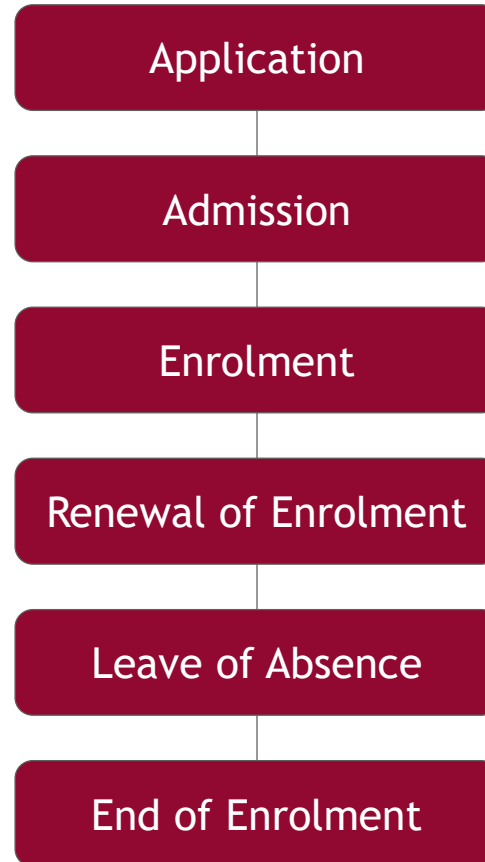 Application
Admission
Enrolment
Renewal of Enrolment
Leave of Absence
End of Enrolment